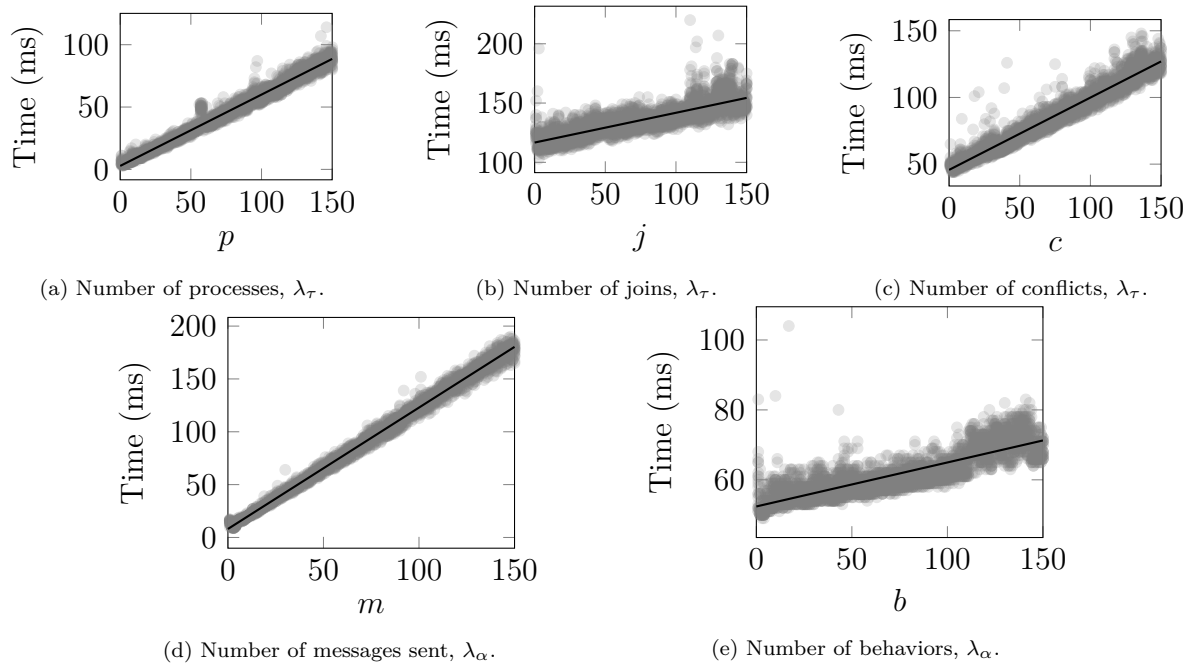 100
50
0
Time (ms)
0 50 100 150
p
(a) Number of processes, λτ.
200
150
100
Time (ms)
0 50 100 150
j
(b) Number of joins, λτ.
150
100
50
Time (ms)
0 50 100 150
c
(c) Number of conflicts, λτ.
200
150
100
50
0
Time (ms)
0 50 100 150
m
(d) Number of messages sent, λα.
100
80
60
Time (ms)
0 50 100 150
b
(e) Number of behaviors, λα.